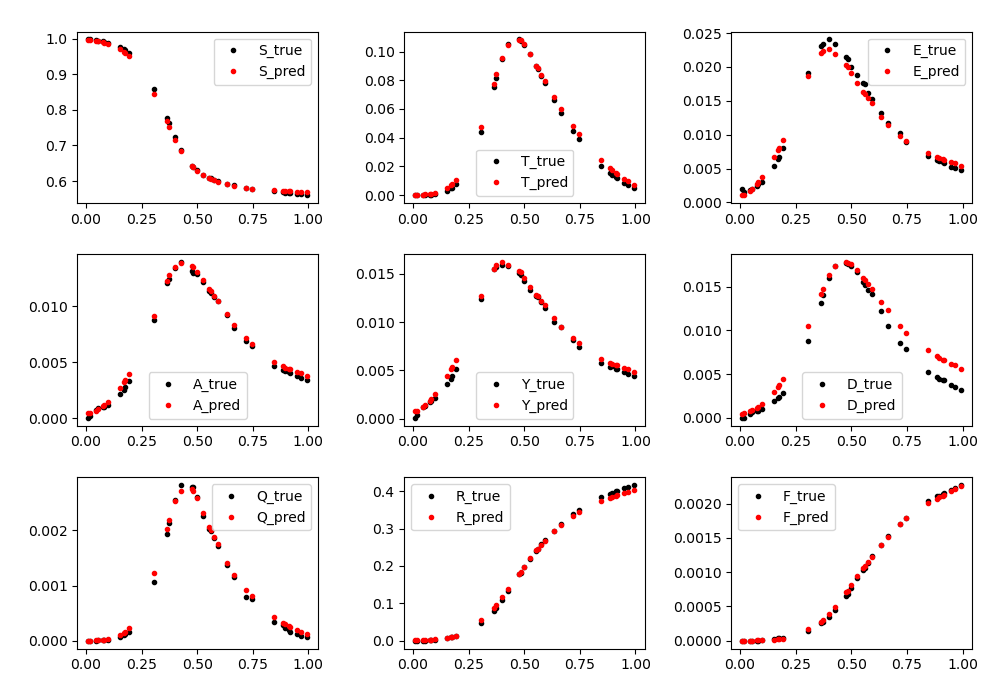 1.0
0.9
0.8
0.7
0.6
S_true
S_pred
0.00 0.25 0.50 0.75 1.00
0.10
0.08
0.06
0.04
0.02
0.00
T_true
T_pred
0.00 0.25 0.50 0.75 1.00
0.025
0.020
0.015
0.010
0.005
0.000
E_true
E_pred
0.00 0.25 0.50 0.75 1.00
0.010
0.005
0.000
A_true
A_pred
0.00 0.25 0.50 0.75 1.00
0.015
0.010
0.005
0.000
Y_true
Y_pred
0.00 0.25 0.50 0.75 1.00
0.015
0.010
0.005
0.000
D_true
D_pred
0.00 0.25 0.50 0.75 1.00
0.002
0.001
0.000
Q_true
Q_pred
0.00 0.25 0.50 0.75 1.00
0.4
0.3
0.2
0.1
0.0
R_true
R_pred
0.00 0.25 0.50 0.75 1.00
0.0020
0.0015
0.0010
0.0005
0.0000
F_true
F_pred
0.00 0.25 0.50 0.75 1.00